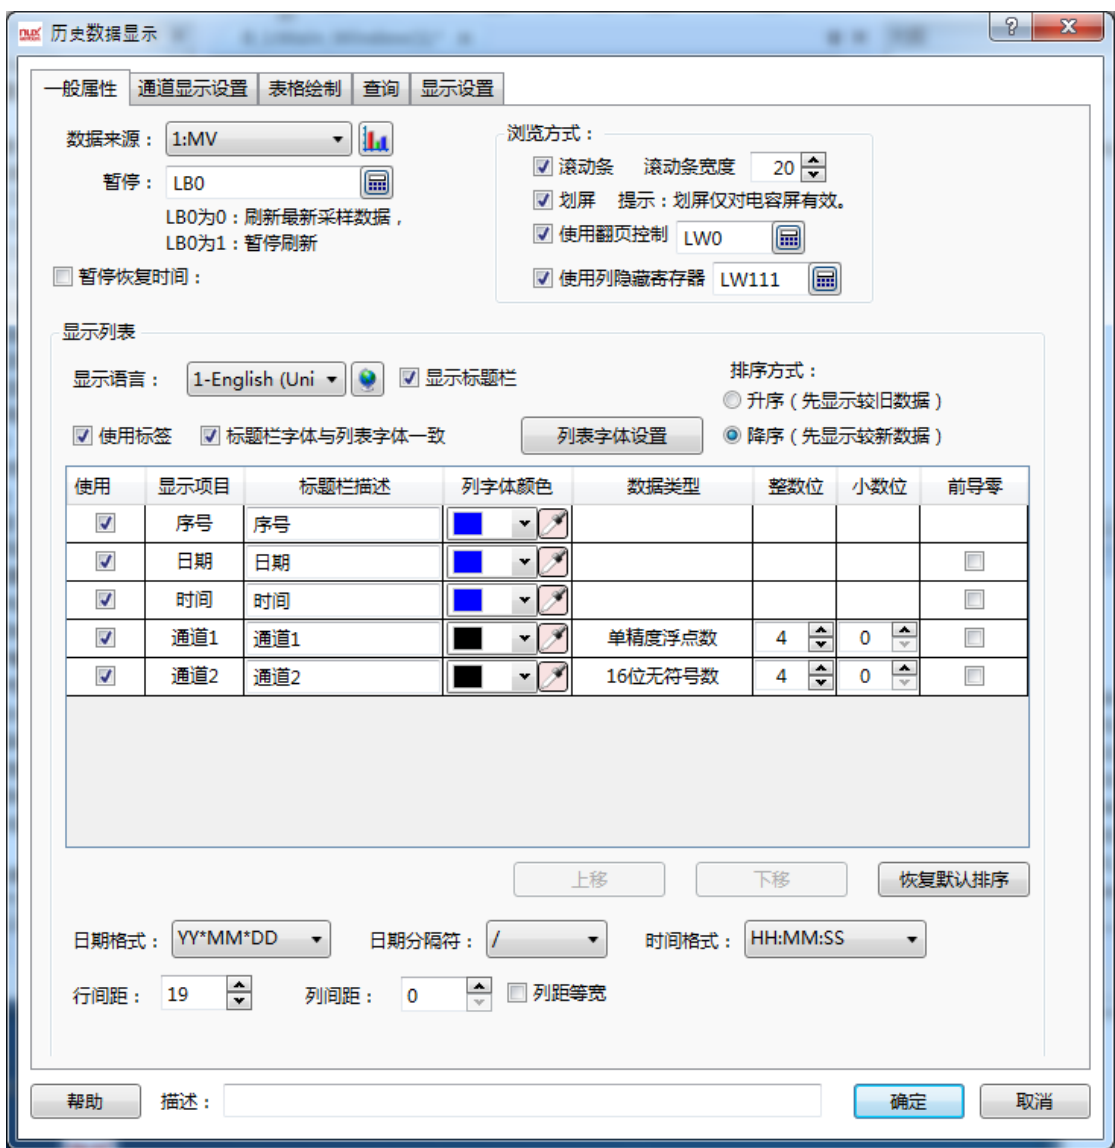 历史数据显示
一般属性 通道显示设置 表格绘制 查询 显示设置
数据来源： 1:MV
暂停： LB0
LB0为0：刷新最新采样数据，
LB0为1：暂停刷新
暂停恢复时间：
浏览方式：
滚动条 滚动条宽度 20
划屏 提示：划屏仅对电容屏有效。
使用翻页控制 LW0
使用列隐藏寄存器 LW111
显示列表
显示语言： 1-English (Uni 显示标题栏
排序方式：
升序（先显示较旧数据）
使用标签 标题栏字体与列表字体一致 列表字体设置 降序（先显示较新数据）
使用 显示项目 标题栏描述 列字体颜色 数据类型 整数位 小数位 前导零
序号 序号
日期 日期
时间 时间
通道1 通道1 单精度浮点数 4 0
通道2 通道2 16位无符号数 4 0
上移 下移 恢复默认排序
日期格式： YY*MM*DD 日期分隔符： / 时间格式： HH:MM:SS
行间距： 19 列间距： 0 列距等宽
帮助 描述： 确定 取消